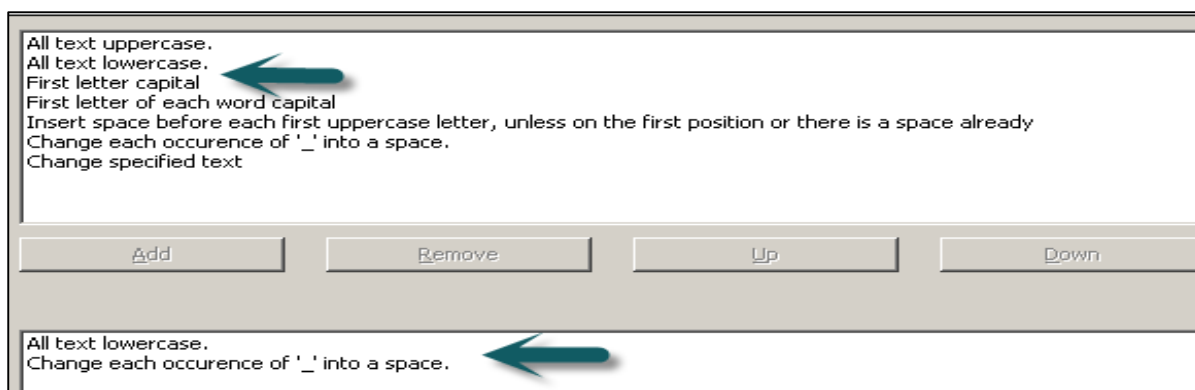 All text uppercase.
All text lowercase.
First letter capital
First letter of each word capital
Insert space before each first uppercase letter, unless on the first position or there is a space already
Change each occurence of '_' into a space.
Change specified text
Add Remove Up Down
All text lowercase.
Change each occurence of '_' into a space.